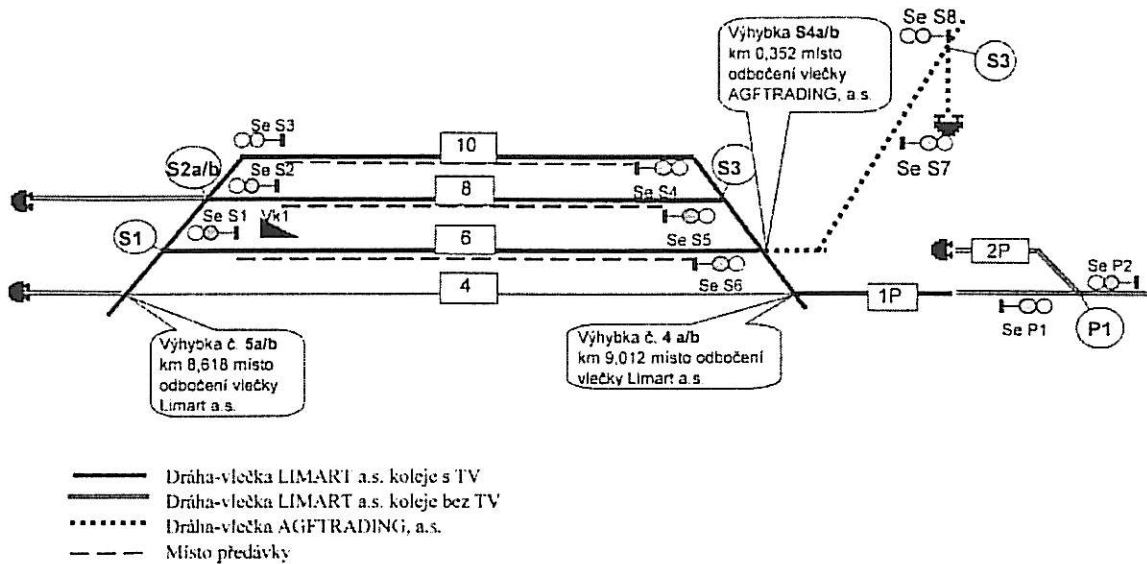 Se S8
Výhybka S4a/b
km 0,352 místo
odbočení vlečky
AGFTRADING, a.s.
S3
Se S3
10
Se S7
S2a/b
Se S2
S3
8
Se S4
Se S1
Vk1
S1
6
Se S5
2P
Se P2
4
Se S6
1P
Se P1
P1
Výhybka č. 5a/b
km 8,618 místo
odbočení vlečky
Limart a.s.
Výhybka č. 4 a/b
km 9,012 místo odbočení
vlečky Limart a.s.
Dráha-vlečka LIMART a.s. koleje s TV
Dráha-vlečka LIMART a.s. koleje bez TV
Dráha-vlečka AGFTRADING, a.s.
Místo předávky